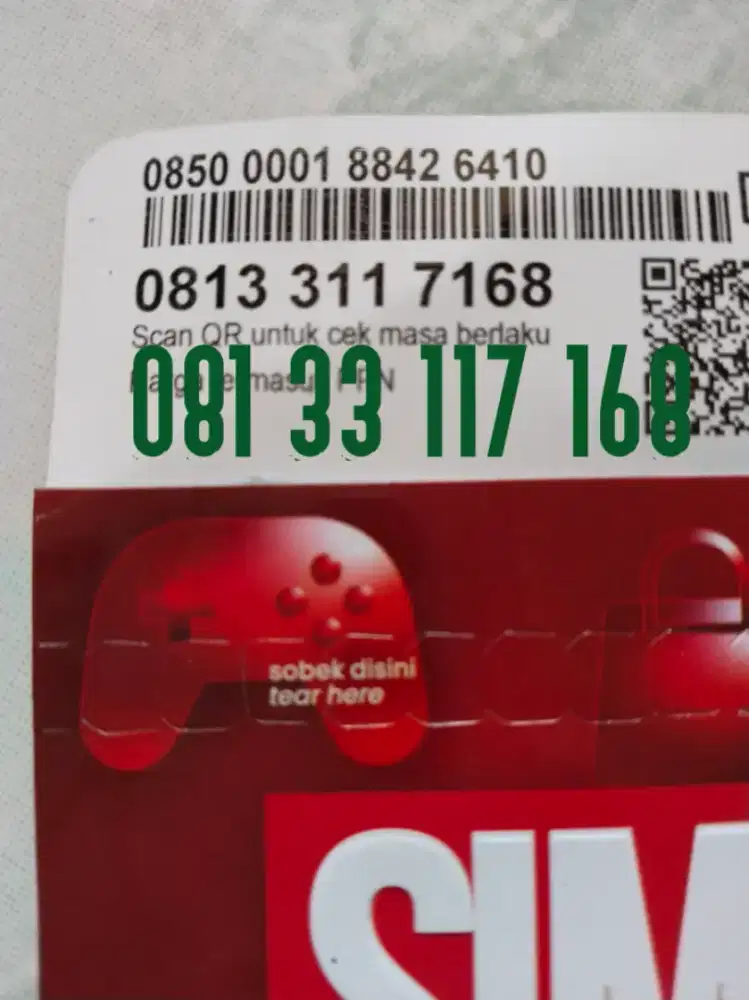 0850 0001 8842 6410
0813 311 7168
Scan QR untuk cek masa berlaku
081 33 117 168
sobek disini
tear here
SIM